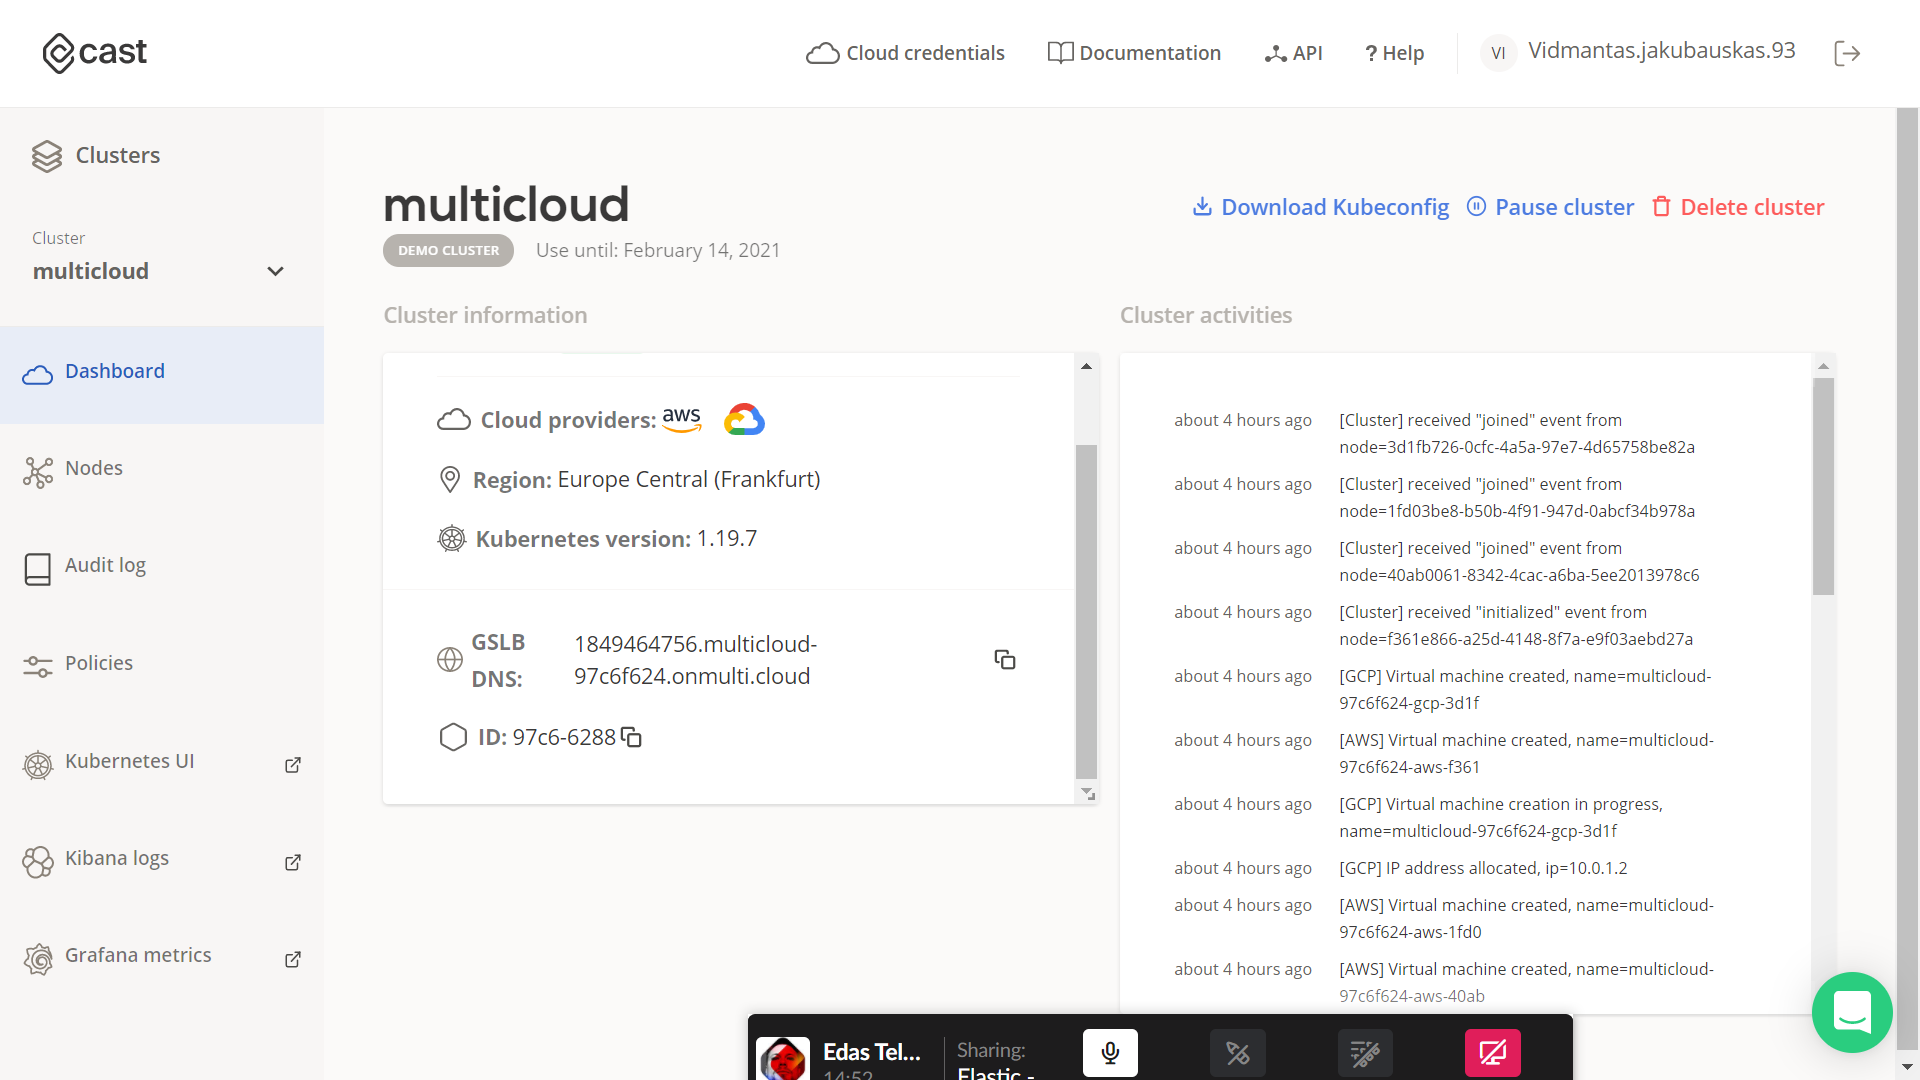 cast
Cloud credentials
Documentation
API
? Help
VI
Vidmantas.jakubauskas.93
Clusters
Cluster
multicloud
Dashboard
Nodes
Audit log
Policies
Kubernetes UI
Kibana logs
Grafana metrics
multicloud
DEMO CLUSTER
Use until: February 14, 2021
Download Kubeconfig
Pause cluster
Delete cluster
Cluster information
Cloud providers: aws
Region: Europe Central (Frankfurt)
Kubernetes version: 1.19.7
GSLB DNS:
1849464756.multicloud-
97c6f624.onmulti.cloud
ID: 97c6-6288
Cluster activities
about 4 hours ago [Cluster] received "joined" event from
node=3d1fb726-0cfc-4a5a-97e7-4d65758be82a
about 4 hours ago [Cluster] received "joined" event from
node=1fd03be8-b50b-4f91-947d-0abcf34b978a
about 4 hours ago [Cluster] received "joined" event from
node=40ab0061-8342-4cac-a6ba-5ee2013978c6
about 4 hours ago [Cluster] received "initialized" event from
node=f361e866-a25d-4148-8f7a-e9f03aebd27a
about 4 hours ago [GCP] Virtual machine created, name=multicloud-
97c6f624-gcp-3d1f
about 4 hours ago [AWS] Virtual machine created, name=multicloud-
97c6f624-aws-f361
about 4 hours ago [GCP] Virtual machine creation in progress,
name=multicloud-97c6f624-gcp-3d1f
about 4 hours ago [GCP] IP address allocated, ip=10.0.1.2
about 4 hours ago [AWS] Virtual machine created, name=multicloud-
97c6f624-aws-1fd0
about 4 hours ago [AWS] Virtual machine created, name=multicloud-
97c6f624-aws-40ab
Edas Tel...
14:52
Sharing:
Elastic -